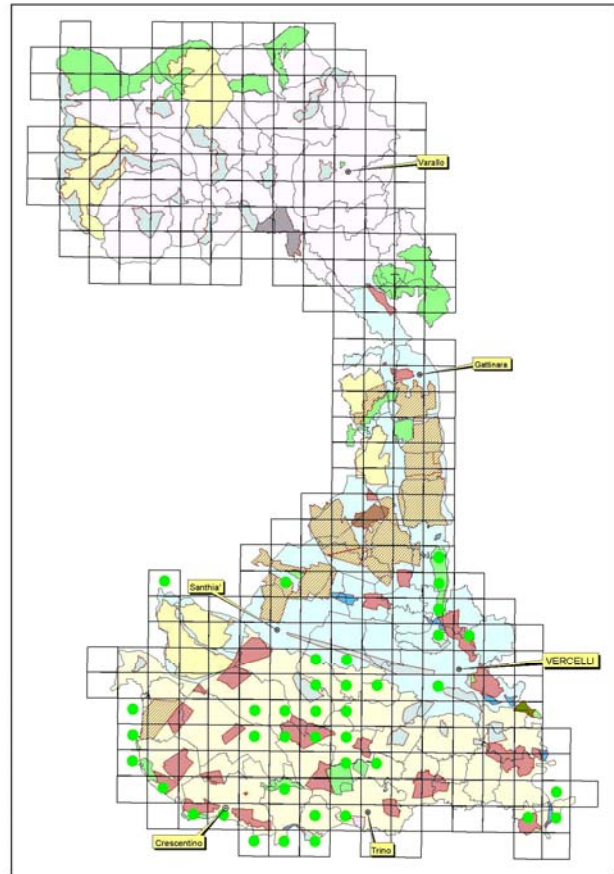 Varallo
Gattinara
Santhia'
VERCELLI
Crescentino
Trino